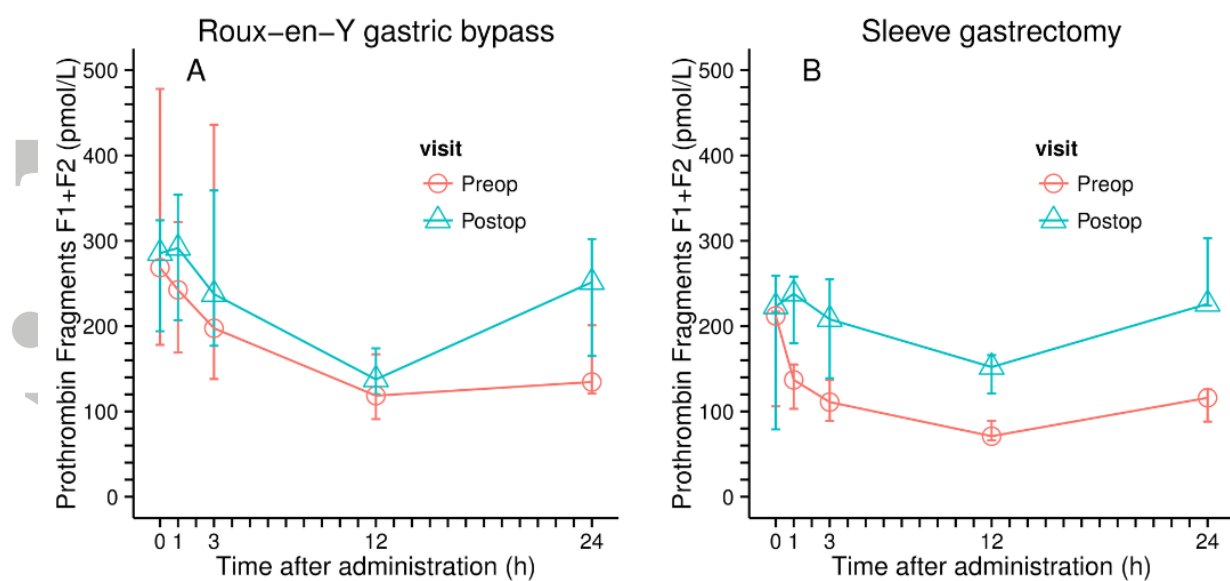 Roux−en−Y gastric bypass
A
Prothrombin Fragments F1+F2 (pmol/L)
500
400
300
200
100
0
visit
Preop
Postop
0 1 3 12 24
Time after administration (h)
Sleeve gastrectomy
B
Prothrombin Fragments F1+F2 (pmol/L)
500
400
300
200
100
0
visit
Preop
Postop
0 1 3 12 24
Time after administration (h)